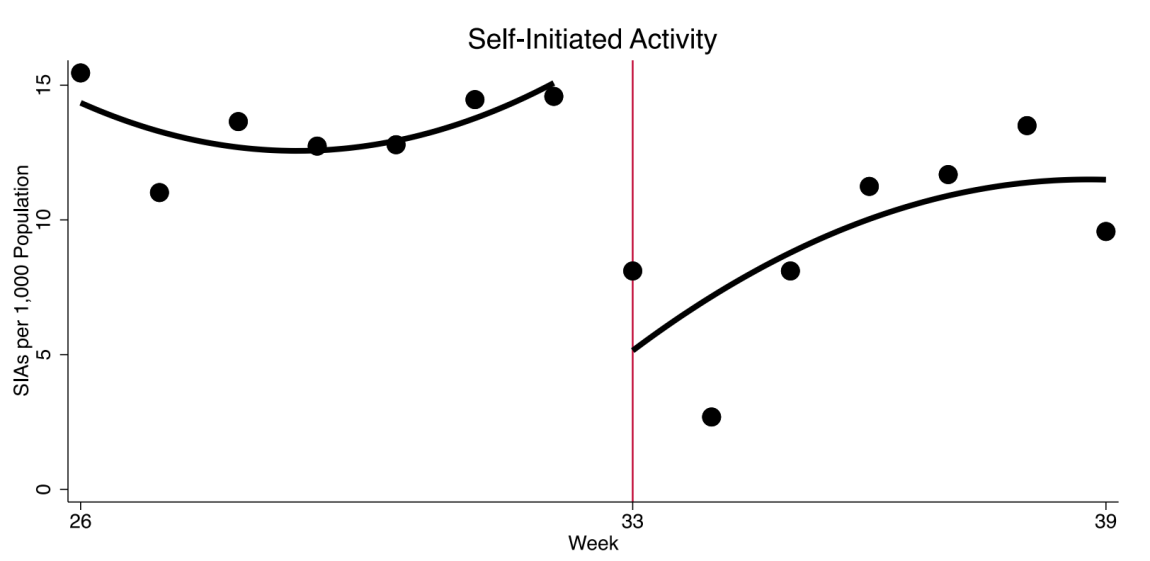 Self-Initiated Activity
SIAs per 1,000 Population
15
10
5
0
26
33
39
Week